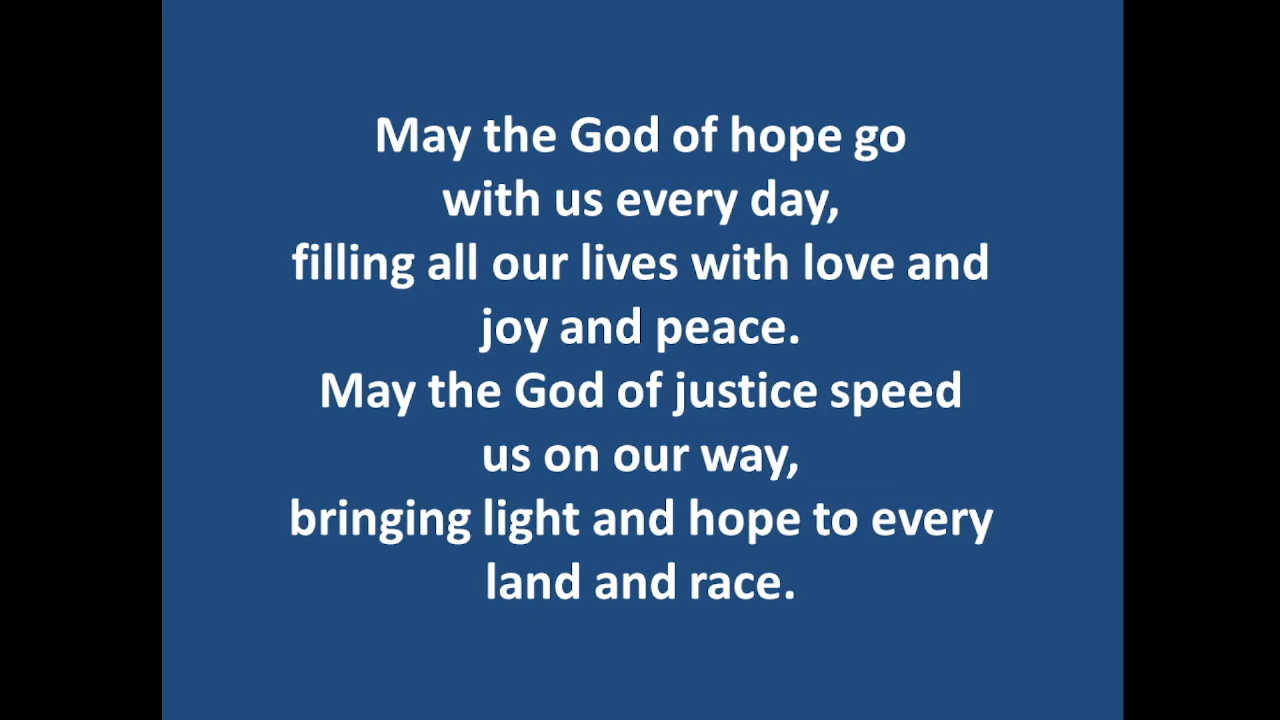 May the God of hope go
with us every day,
filling all our lives with love and
joy and peace.
May the God of justice speed
us on our way,
bringing light and hope to every
land and race.